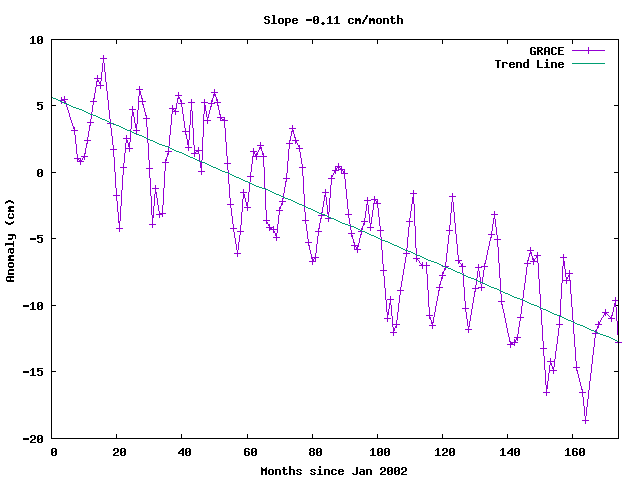 Slope -0.11 cm/month
GRACE
Trend Line
10
5
0
-5
-10
-15
-20
Anomaly (cm)
0 20 40 60 80 100 120 140 160
Months since Jan 2002